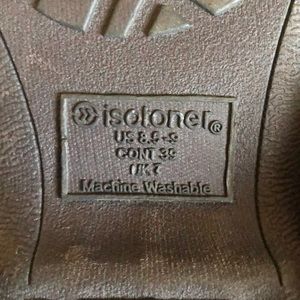 isotoner®
US 8.5-9
CONT 39
UK 7
Machine Washable